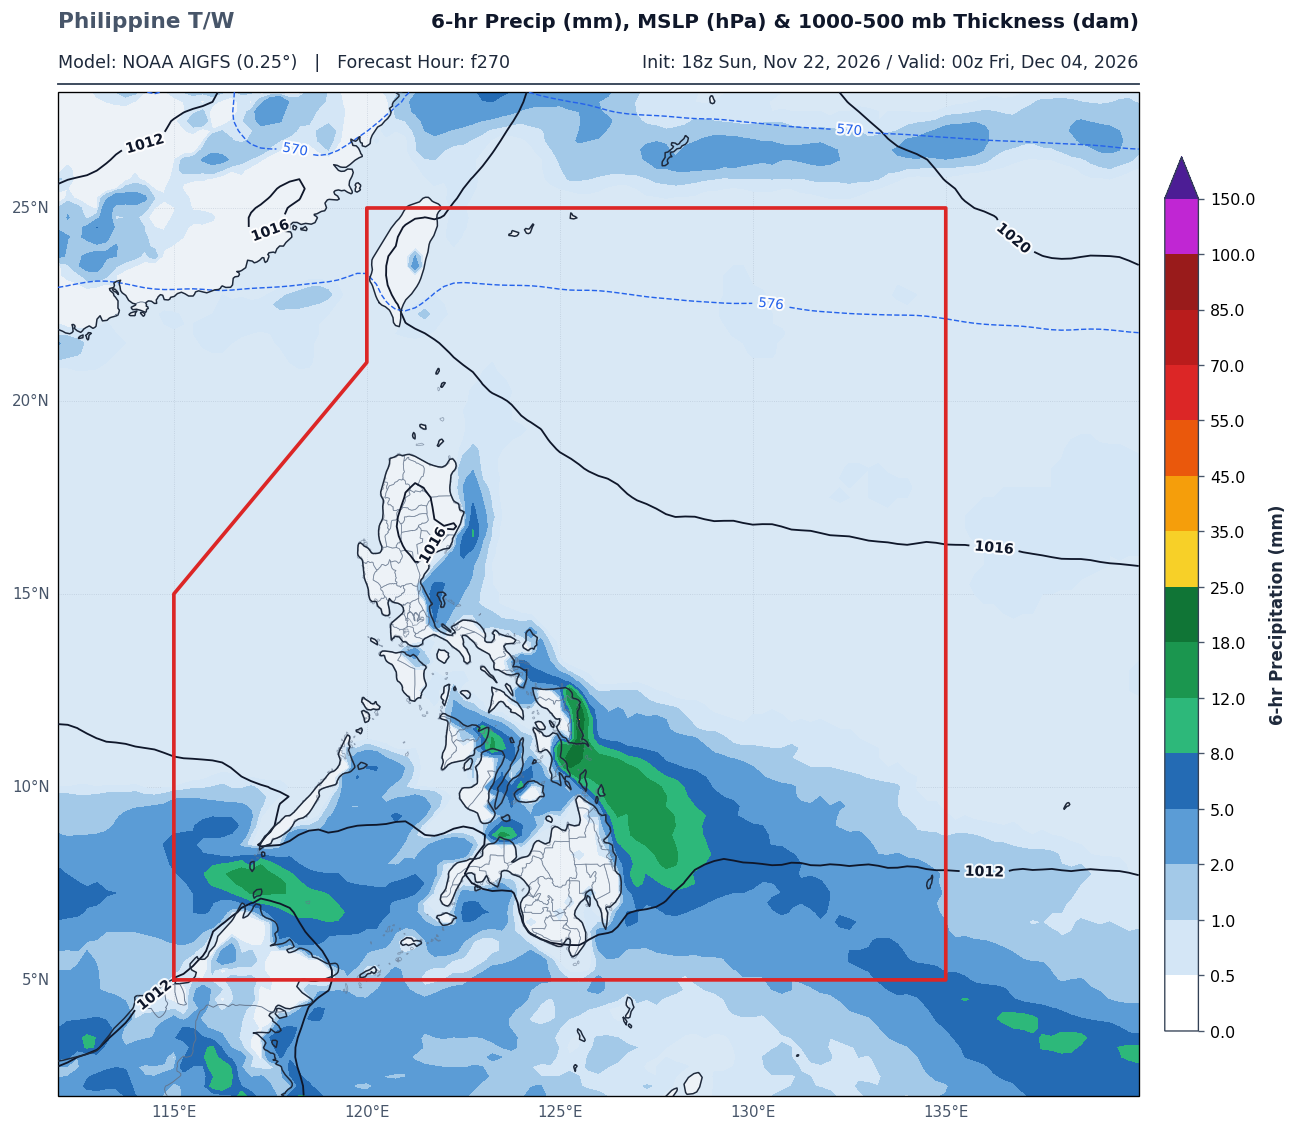 Philippine T/W
6-hr Precip (mm), MSLP (hPa) & 1000-500 mb Thickness (dam)
Model: NOAA AIGFS (0.25°) | Forecast Hour: f270
Init: 18z Sun, Nov 22, 2026 / Valid: 00z Fri, Dec 04, 2026
1012
570
570
1016
1020
576
1016
1016
1012
1012
25°N
20°N
15°N
10°N
5°N
115°E
120°E
125°E
130°E
135°E
150.0
100.0
85.0
70.0
55.0
45.0
35.0
25.0
18.0
12.0
8.0
5.0
2.0
1.0
0.5
0.0
6-hr Precipitation (mm)